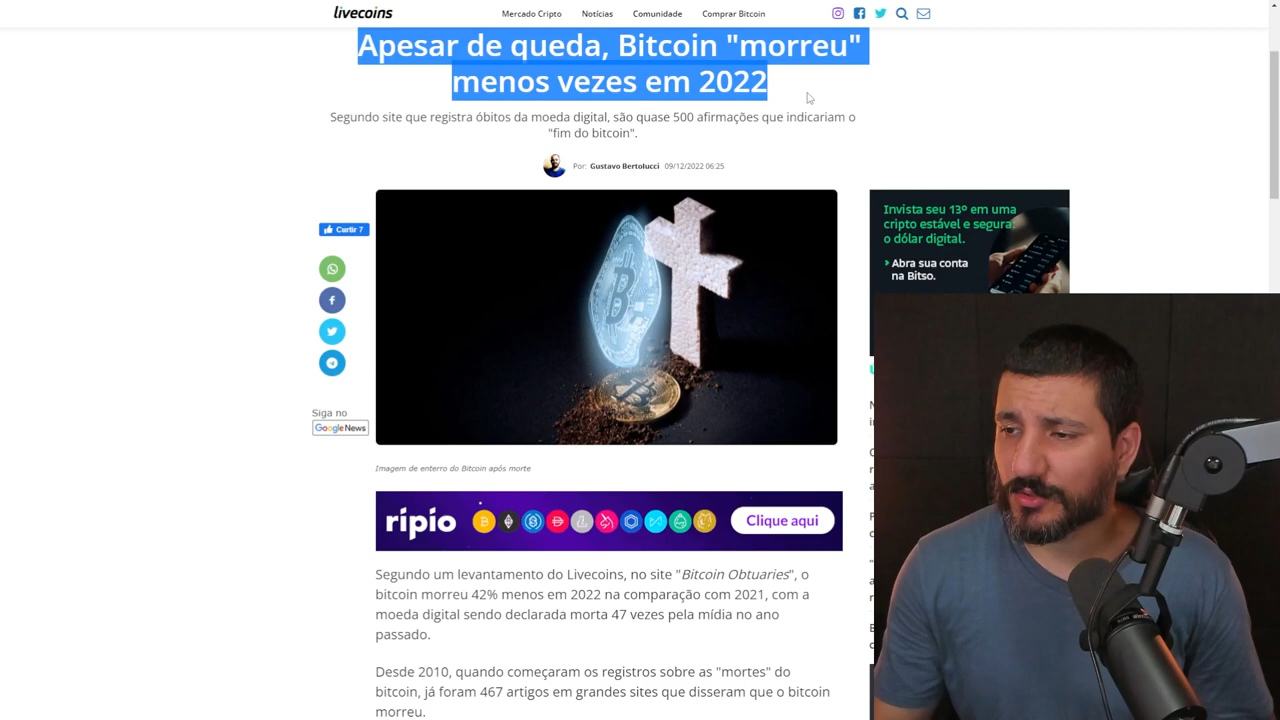 livecoins
Mercado Cripto
Notícias
Comunidade
Comprar Bitcoin
Apesar de queda, Bitcoin "morreu"
menos vezes em 2022
Segundo site que registra óbitos da moeda digital, são quase 500 afirmações que indicariam o
"fim do bitcoin".
Por: Gustavo Bertolucci 09/12/2022 06:25
Curtir 7
Invista seu 13º em uma
cripto estável e segura:
o dólar digital.
Abra sua conta
na Bitso.
Siga no
Google News
Imagem de enterro do Bitcoin após morte
ripio
Clique aqui
Segundo um levantamento do Livecoins, no site "Bitcoin Obtuaries", o
bitcoin morreu 42% menos em 2022 na comparação com 2021, com a
moeda digital sendo declarada morta 47 vezes pela mídia no ano
passado.
Desde 2010, quando começaram os registros sobre as "mortes" do
bitcoin, já foram 467 artigos em grandes sites que disseram que o bitcoin
morreu.